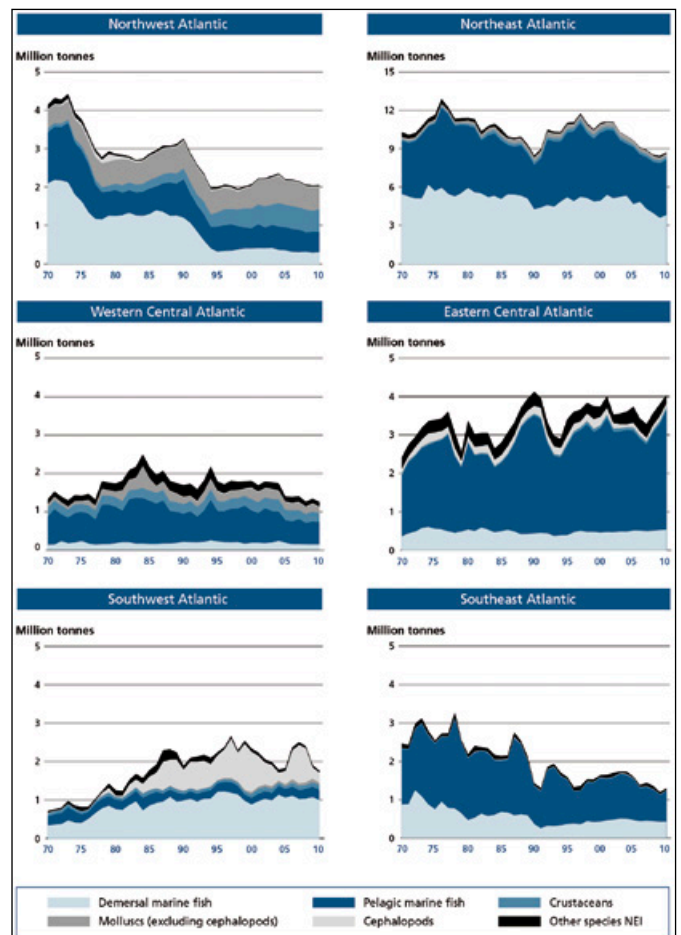 Northwest Atlantic
Million tonnes
5
4
3
2
1
0
70 75 80 85 90 95 00 05 10
Northeast Atlantic
Million tonnes
15
12
9
6
3
0
70 75 80 85 90 95 00 05 10
Western Central Atlantic
Million tonnes
5
4
3
2
1
0
70 75 80 85 90 95 00 05 10
Eastern Central Atlantic
Million tonnes
5
4
3
2
1
0
70 75 80 85 90 95 00 05 10
Southwest Atlantic
Million tonnes
5
4
3
2
1
0
70 75 80 85 90 95 00 05 10
Southeast Atlantic
Million tonnes
5
4
3
2
1
0
70 75 80 85 90 95 00 05 10
Demersal marine fish Pelagic marine fish Crustaceans
Molluscs (excluding cephalopods) Cephalopods Other species NEI